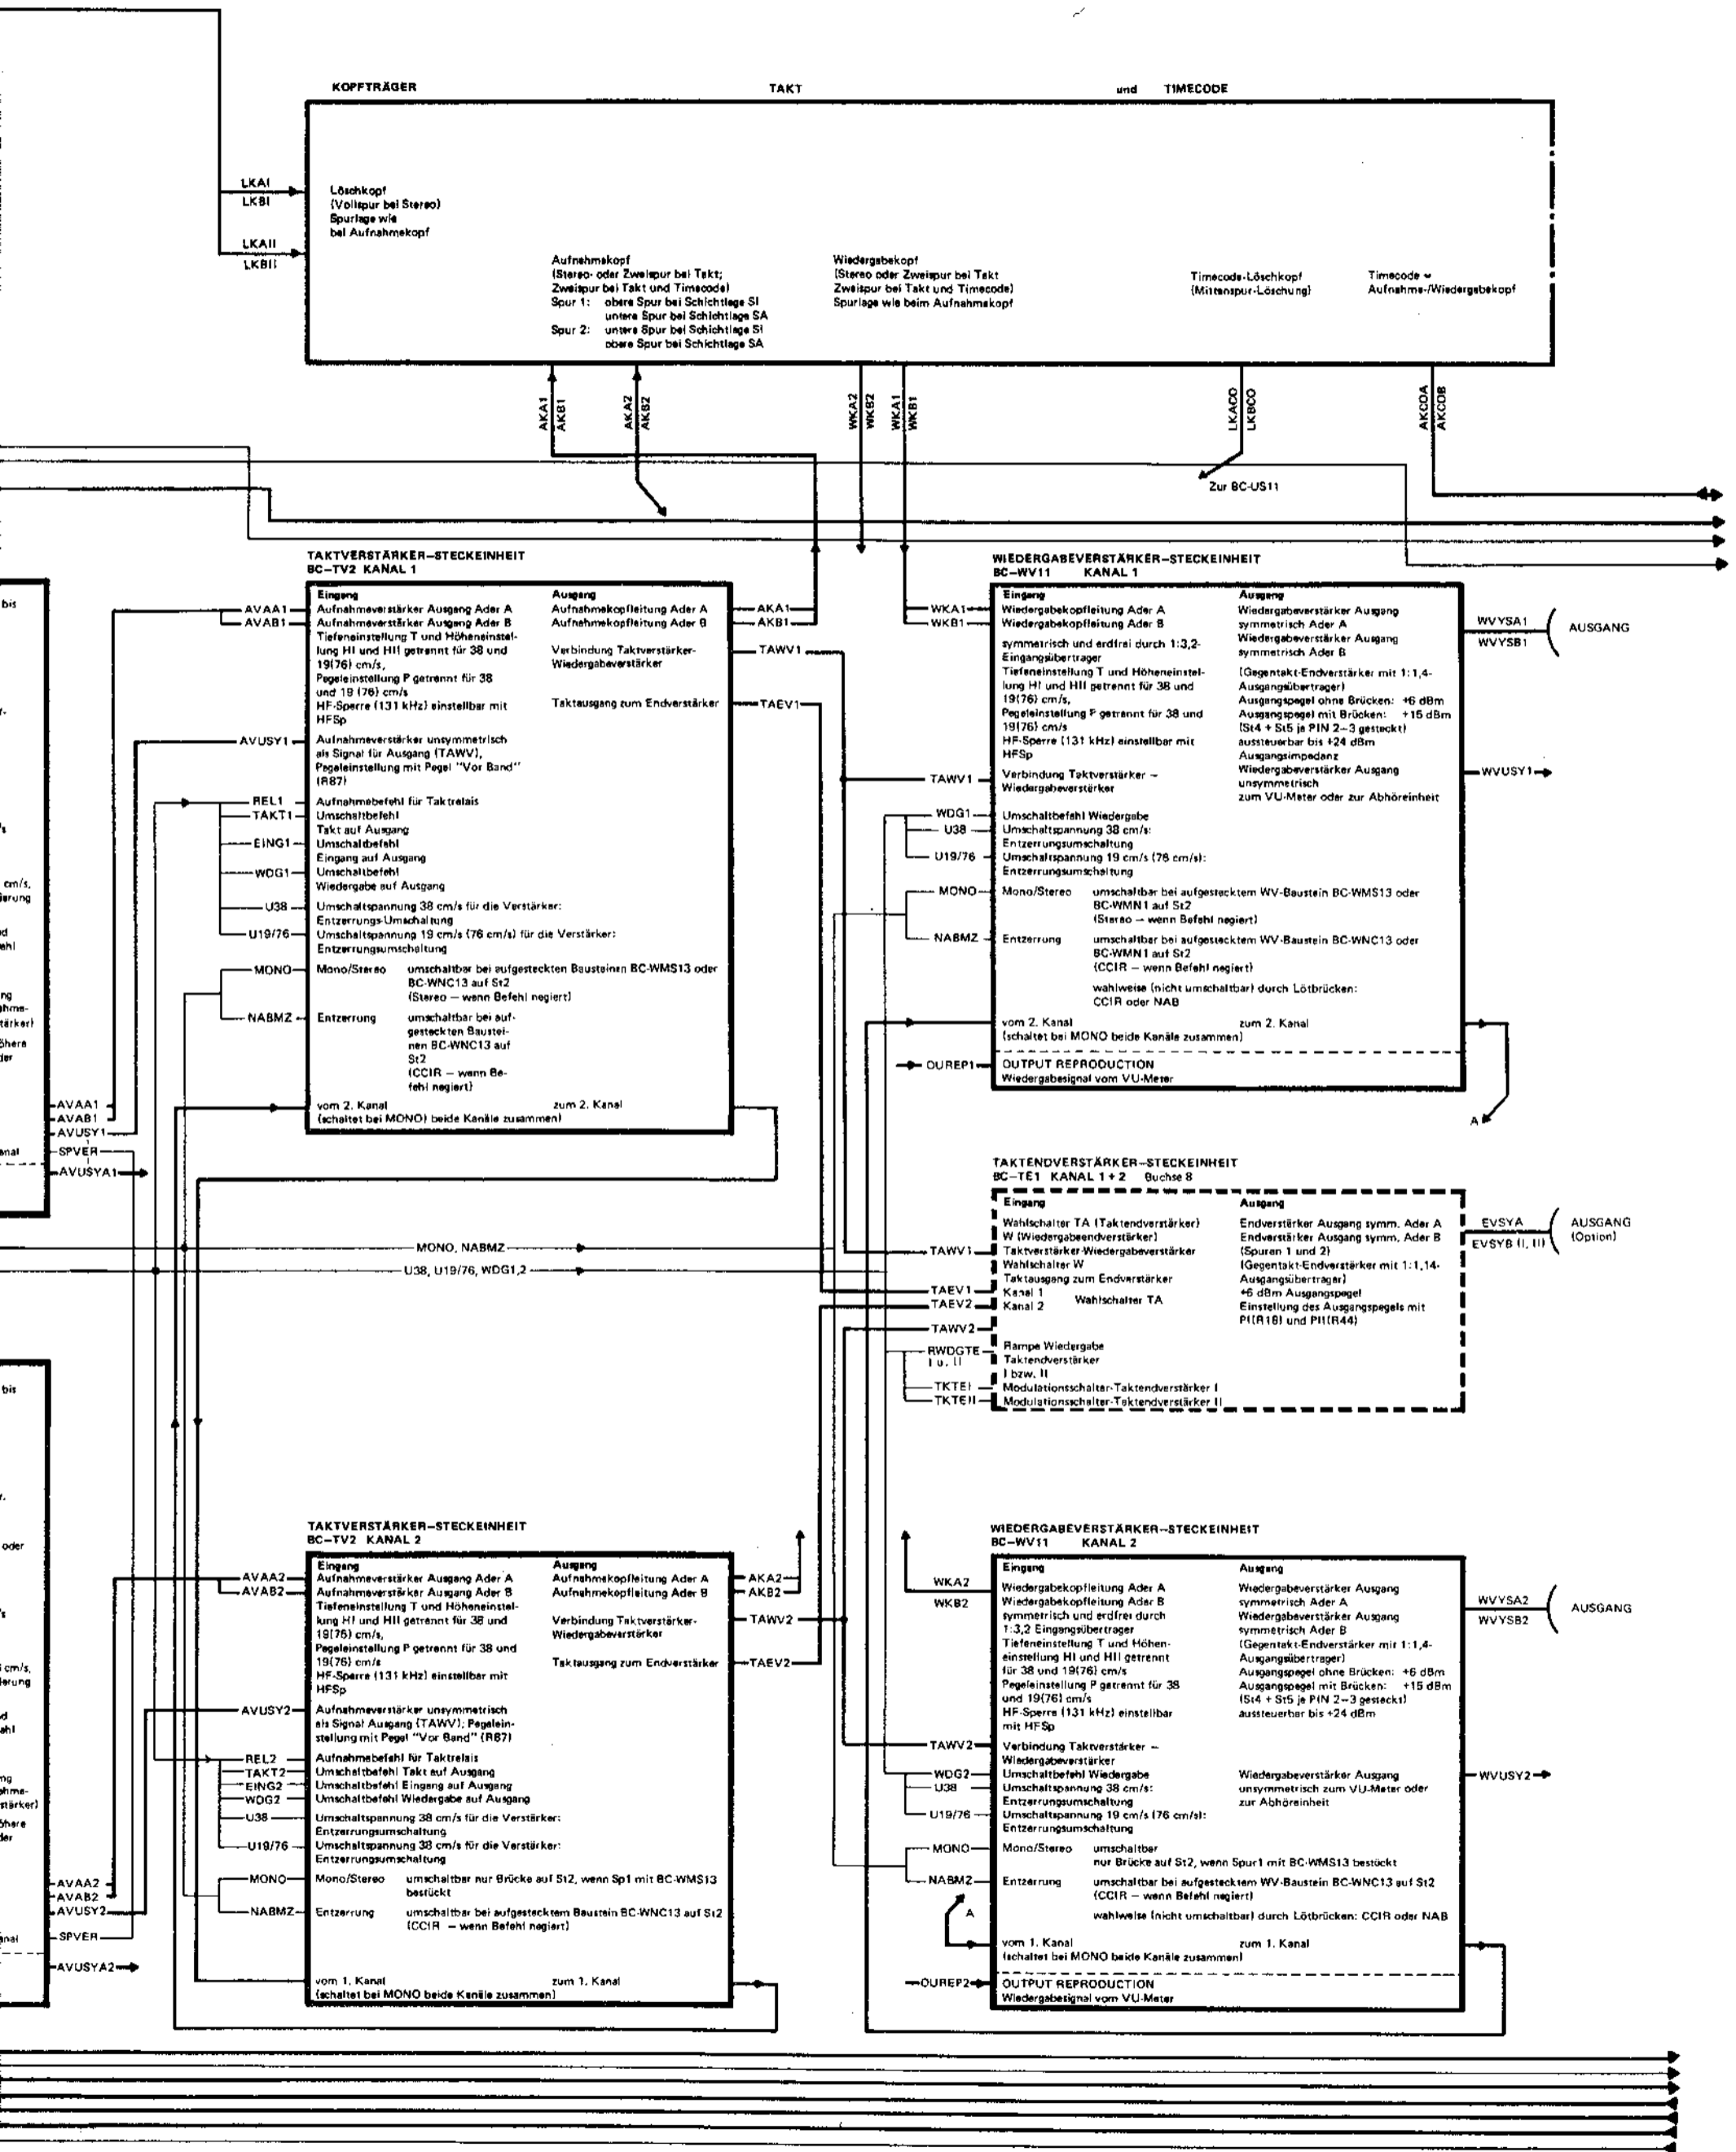 KOPFTRÄGER TAKT und TIMECODE
LKAI
LKBI
LKAII
LKBII
Löschkopf
(Vollspur bei Stereo)
Spurlage wie
bei Aufnahmekopf
Aufnehmekopf
(Stereo- oder Zweispur bei Takt;
Zweispur bei Takt und Timecode)
Spur 1: obere Spur bei Schichtlage SI
untere Spur bei Schichtlage SA
Spur 2: untere Spur bei Schichtlage SI
obere Spur bei Schichtlage SA
Wiedergabekopf
(Stereo oder Zweispur bei Takt
Zweispur bei Takt und Timecode)
Spurlage wie beim Aufnahmekopf
Timecode-Löschkopf
(Mittenspur-Löschung)
Timecode –
Aufnahme-/Wiedergabekopf
AKA1
AKB1
AKA2
AKB2
WKA2
WKB2
WKA1
WKB1
LKACO
LKBCO
AKCOA
AKCOB
Zur BC-US11
TAKTVERSTÄRKER–STECKEINHEIT
BC–TV2 KANAL 1
Eingang
AVAA1 Aufnahmeverstärker Ausgang Ader A
AVAB1 Aufnahmeverstärker Ausgang Ader B
Tiefeneinstellung T und Höheneinstel-
lung HI und HII getrennt für 38 und
19(76) cm/s,
Pegeleinstellung P getrennt für 38
und 19 (76) cm/s
HF-Sperre (131 kHz) einstellbar mit
HFSp
AVUSY1 Aufnahmeverstärker unsymmetrisch
als Signal für Ausgang (TAWV),
Pegeleinstellung mit Pegel "Vor Band"
(R87)
REL1 Aufnahmebefehl für Taktrelais
TAKT1 Umschaltbefehl
Takt auf Ausgang
EING1 Umschaltbefehl
Eingang auf Ausgang
WDG1 Umschaltbefehl
Wiedergabe auf Ausgang
U38 Umschaltspannung 38 cm/s für die Verstärker:
Entzerrungs-Umschaltung
U19/76 Umschaltspannung 19 cm/s (76 cm/s) für die Verstärker:
Entzerrungsumschaltung
MONO Mono/Stereo umschaltbar bei aufgesteckten Bausteinen BC-WMS13 oder
BC-WNC13 auf St2
(Stereo – wenn Befehl negiert)
NABMZ Entzerrung umschaltbar bei auf-
gesteckten Baustei-
nen BC-WNC13 auf
St2
(CCIR – wenn Be-
fehl negiert)
vom 2. Kanal zum 2. Kanal
(schaltet bei MONO) beide Kanäle zusammen)
Ausgang
Aufnahmekopfleitung Ader A AKA1
Aufnahmekopfleitung Ader B AKB1
Verbindung Taktverstärker- TAWV1
Wiedergabeverstärker
Taktausgang zum Endverstärker TAEV1
WIEDERGABEVERSTÄRKER–STECKEINHEIT
BC–WV11 KANAL 1
Eingang
WKA1 Wiedergabekopfleitung Ader A
WKB1 Wiedergabekopfleitung Ader B
symmetrisch und erdfrei durch 1:3,2-
Eingangsübertrager
Tiefeneinstellung T und Höheneinstel-
lung HI und HII getrennt für 38 und
19(76) cm/s,
Pegeleinstellung P getrennt für 38 und
19(76) cm/s
HF-Sperre (131 kHz) einstellbar mit
HFSp
TAWV1 Verbindung Taktverstärker –
Wiedergabeverstärker
WDG1 Umschaltbefehl Wiedergabe
U38 Umschaltspannung 38 cm/s:
Entzerrungsumschaltung
U19/76 Umschaltspannung 19 cm/s (76 cm/s):
Entzerrungsumschaltung
MONO Mono/Stereo umschaltbar bei aufgestecktem WV-Baustein BC-WMS13 oder
BC-WMN1 auf St2
(Stereo – wenn Befehl negiert)
NABMZ Entzerrung umschaltbar bei aufgestecktem WV-Baustein BC-WNC13 oder
BC-WMN1 auf St2
(CCIR – wenn Befehl negiert)
wahlweise (nicht umschaltbar) durch Lötbrücken:
CCIR oder NAB
vom 2. Kanal zum 2. Kanal
(schaltet bei MONO beide Kanäle zusammen)
OUREP1 OUTPUT REPRODUCTION
Wiedergabesignal vom VU-Meter
Ausgang
Wiedergabeverstärker Ausgang
symmetrisch Ader A
Wiedergabeverstärker Ausgang
symmetrisch Ader B
(Gegentakt-Endverstärker mit 1:1,4-
Ausgangsübertrager)
Ausgangspegel ohne Brücken: +6 dBm
Ausgangspegel mit Brücken: +15 dBm
(St4 + St5 je PIN 2–3 gesteckt)
aussteuerbar bis +24 dBm
Ausgangsimpedanz
Wiedergabeverstärker Ausgang
unsymmetrisch
zum VU-Meter oder zur Abhöreinheit
WVYSA1
WVYSB1
AUSGANG
WVUSY1
A
bis
cm/s,
ierung
AVAA1
AVAB1
AVUSY1
SPVER
AVUSYA1
MONO, NABMZ
U38, U19/76, WDG1,2
TAKTENDVERSTÄRKER–STECKEINHEIT
BC–TE1 KANAL 1 + 2 Buchse 8
Eingang
Wahlschalter TA (Taktendverstärker)
W (Wiedergabeendverstärker)
TAWV1 Taktverstärker-Wiedergabeverstärker
Wahlschalter W
Taktausgang zum Endverstärker
TAEV1 Kanal 1
TAEV2 Kanal 2 Wahlschalter TA
TAWV2
RWDGTE Rampe Wiedergabe
I u. II Taktendverstärker
I bzw. II
TKTEI Modulationsschalter-Taktendverstärker I
TKTEII Modulationsschalter-Taktendverstärker II
Ausgang
Endverstärker Ausgang symm. Ader A
Endverstärker Ausgang symm. Ader B
(Spuren 1 und 2)
(Gegentakt-Endverstärker mit 1:1,14-
Ausgangsübertrager)
+6 dBm Ausgangspegel
Einstellung des Ausgangspegels mit
PI(R18) und PII(R44)
EVSYA
EVSYB (I, II)
AUSGANG
(Option)
TAKTVERSTÄRKER–STECKEINHEIT
BC–TV2 KANAL 2
Eingang
AVAA2 Aufnahmeverstärker Ausgang Ader A
AVAB2 Aufnahmeverstärker Ausgang Ader B
Tiefeneinstellung T und Höheneinstel-
lung HI und HII getrennt für 38 und
19(76) cm/s,
Pegeleinstellung P getrennt für 38 und
19(76) cm/s
HF-Sperre (131 kHz) einstellbar mit
HFSp
AVUSY2 Aufnahmeverstärker unsymmetrisch
als Signal Ausgang (TAWV); Pegelein-
stellung mit Pegel "Vor Band" (R87)
REL2 Aufnahmebefehl für Taktrelais
TAKT2 Umschaltbefehl Takt auf Ausgang
EING2 Umschaltbefehl Eingang auf Ausgang
WDG2 Umschaltbefehl Wiedergabe auf Ausgang
U38 Umschaltspannung 38 cm/s für die Verstärker:
Entzerrungsumschaltung
U19/76 Umschaltspannung 38 cm/s für die Verstärker:
Entzerrungsumschaltung
MONO Mono/Stereo umschaltbar nur Brücke auf St2, wenn Sp1 mit BC-WMS13
bestückt
NABMZ Entzerrung umschaltbar bei aufgestecktem Baustein BC-WNC13 auf St2
(CCIR – wenn Befehl negiert)
vom 1. Kanal zum 1. Kanal
(schaltet bei MONO beide Kanäle zusammen)
Ausgang
Aufnahmekopfleitung Ader A AKA2
Aufnahmekopfleitung Ader B AKB2
Verbindung Taktverstärker- TAWV2
Wiedergabeverstärker
Taktausgang zum Endverstärker TAEV2
WIEDERGABEVERSTÄRKER–STECKEINHEIT
BC–WV11 KANAL 2
Eingang
WKA2 Wiedergabekopfleitung Ader A
WKB2 Wiedergabekopfleitung Ader B
symmetrisch und erdfrei durch
1:3,2 Eingangsübertrager
Tiefeneinstellung T und Höhen-
einstellung HI und HII getrennt
für 38 und 19(76) cm/s
Pegeleinstellung P getrennt für 38
und 19(76) cm/s
HF-Sperre (131 kHz) einstellbar
mit HFSp
TAWV2 Verbindung Taktverstärker –
Wiedergabeverstärker
WDG2 Umschaltbefehl Wiedergabe
U38 Umschaltspannung 38 cm/s:
Entzerrungsumschaltung
U19/76 Umschaltspannung 19 cm/s (76 cm/s):
Entzerrungsumschaltung
MONO Mono/Stereo umschaltbar
nur Brücke auf St2, wenn Spur1 mit BC-WMS13 bestückt
NABMZ Entzerrung umschaltbar bei aufgestecktem WV-Baustein BC-WNC13 auf St2
(CCIR – wenn Befehl negiert)
wahlweise (nicht umschaltbar) durch Lötbrücken: CCIR oder NAB
A
vom 1. Kanal zum 1. Kanal
(schaltet bei MONO beide Kanäle zusammen)
OUREP2 OUTPUT REPRODUCTION
Wiedergabesignal vom VU-Meter
Ausgang
Wiedergabeverstärker Ausgang
symmetrisch Ader A
Wiedergabeverstärker Ausgang
symmetrisch Ader B
(Gegentakt-Endverstärker mit 1:1,4-
Ausgangsübertrager)
Ausgangspegel ohne Brücken: +6 dBm
Ausgangspegel mit Brücken: +15 dBm
(St4 + St5 je PIN 2–3 gesteckt)
aussteuerbar bis +24 dBm
Wiedergabeverstärker Ausgang
unsymmetrisch zum VU-Meter oder
zur Abhöreinheit
WVYSA2
WVYSB2
AUSGANG
WVUSY2
bis
oder
cm/s,
ierung
AVAA2
AVAB2
AVUSY2
SPVER
AVUSYA2